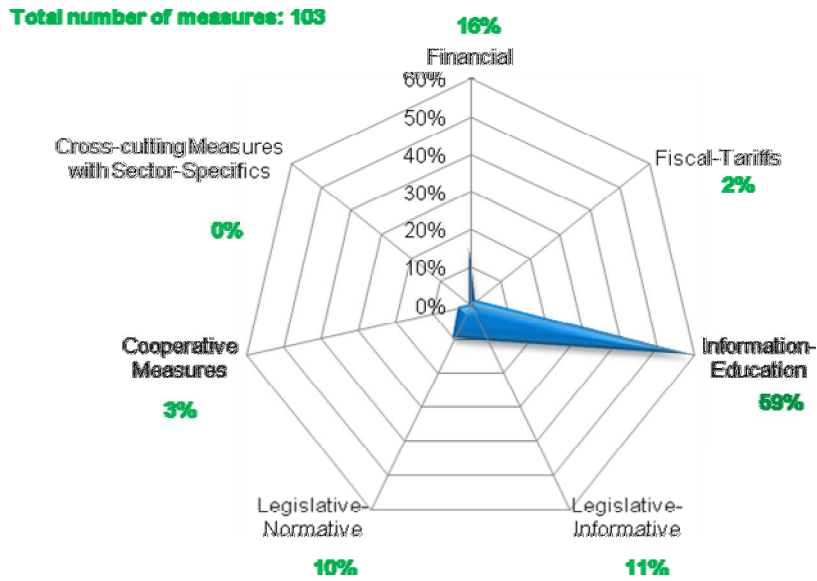 Total number of measures: 103
16%
Financial
60%
50%
40%
30%
20%
10%
0%
Cross-cutting Measures
with Sector-Specifics
0%
Fiscal-Tariffs
2%
Cooperative
Measures
3%
Information-
Education
59%
Legislative-
Normative
10%
Legislative-
Informative
11%